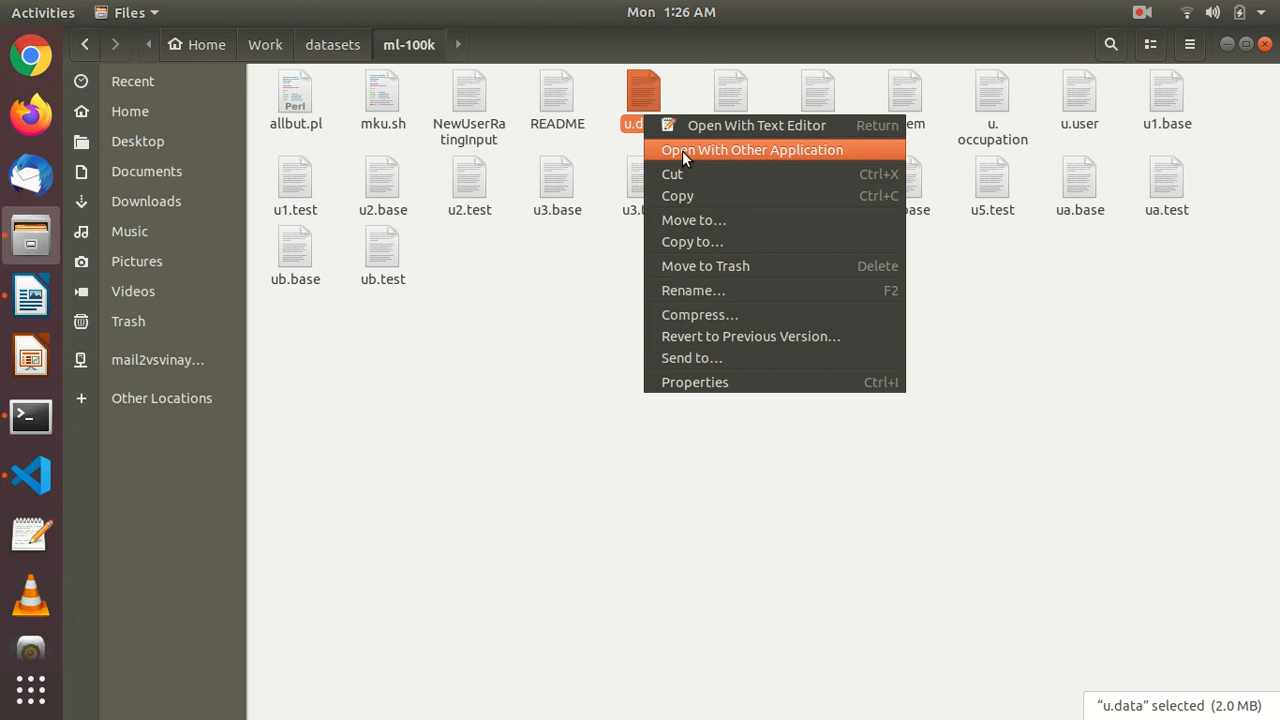 Activities
Files
Mon 1:26 AM
Home
Work
datasets
ml-100k
Recent
Home
Desktop
Documents
Downloads
Music
Pictures
Videos
Trash
mail2vsvinay…
Other Locations
Perl
allbut.pl
mku.sh
NewUserRa
tingInput
README
u.d
em
u.
occupation
u.user
u1.base
u1.test
u2.base
u2.test
u3.base
u3.t
ase
u5.test
ua.base
ua.test
ub.base
ub.test
Open With Text Editor Return
Open With Other Application
Cut Ctrl+X
Copy Ctrl+C
Move to…
Copy to…
Move to Trash Delete
Rename… F2
Compress…
Revert to Previous Version…
Send to…
Properties Ctrl+I
“u.data” selected (2.0 MB)